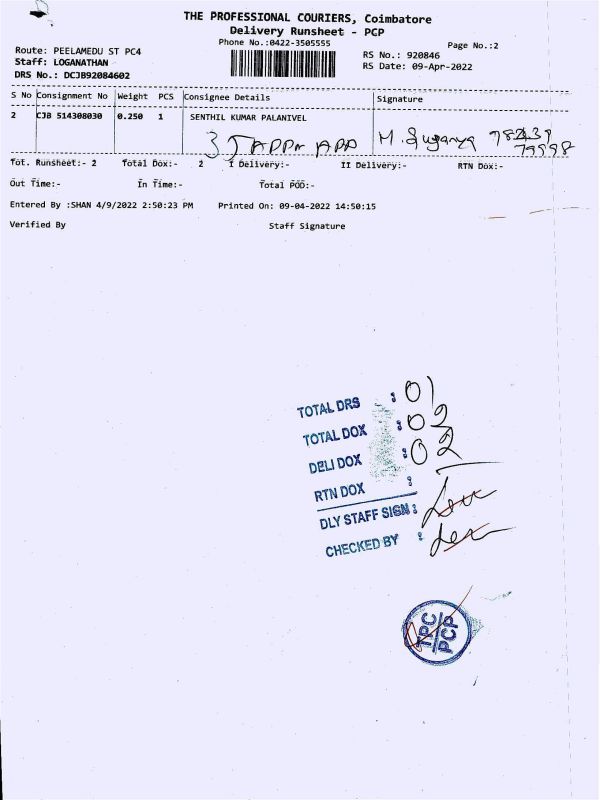 THE PROFESSIONAL COURIERS, Coimbatore
Delivery Runsheet - PCP
Phone No.:0422-3505555
Page No.:2
Route: PEELAMEDU ST PC4
RS No.: 920846
Staff: LOGANATHAN
RS Date: 09-Apr-2022
DRS No.: DCJB92084602
S No Consignment No Weight PCS Consignee Details Signature
2 CJB 514308030 0.250 1 SENTHIL KUMAR PALANIVEL
M. Suganya
Tot. Runsheet:- 2 Total Dox:- 2 I Delivery:- II Delivery:- RTN Dox:-
Out Time:- In Time:- Total POD:-
Entered By :SHAN 4/9/2022 2:50:23 PM Printed On: 09-04-2022 14:50:15
Verified By Staff Signature
TOTAL DRS : 01
TOTAL DOX : 02
DELI DOX : 02
RTN DOX :
DLY STAFF SIGN :
CHECKED BY :
TPC
PCP